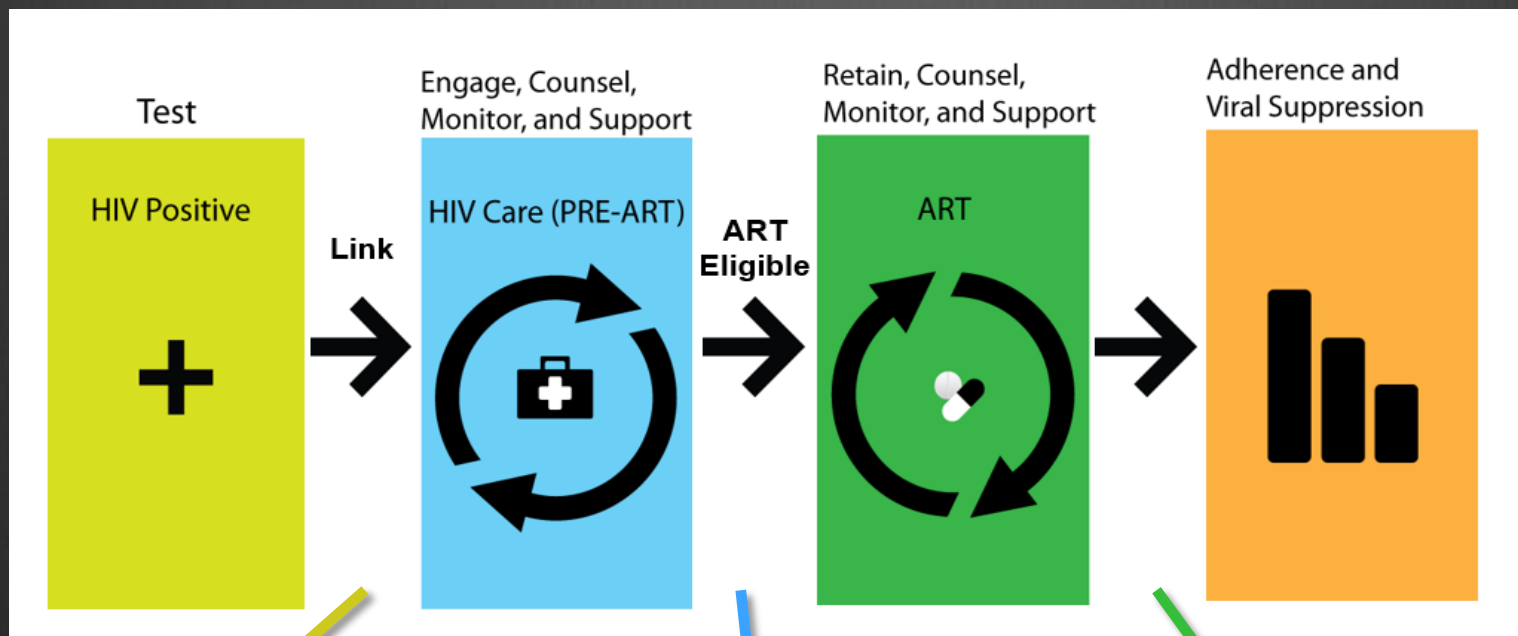 Test
HIV Positive
Link
Engage, Counsel,
Monitor, and Support
HIV Care (PRE-ART)
ART
Eligible
Retain, Counsel,
Monitor, and Support
ART
Adherence and
Viral Suppression